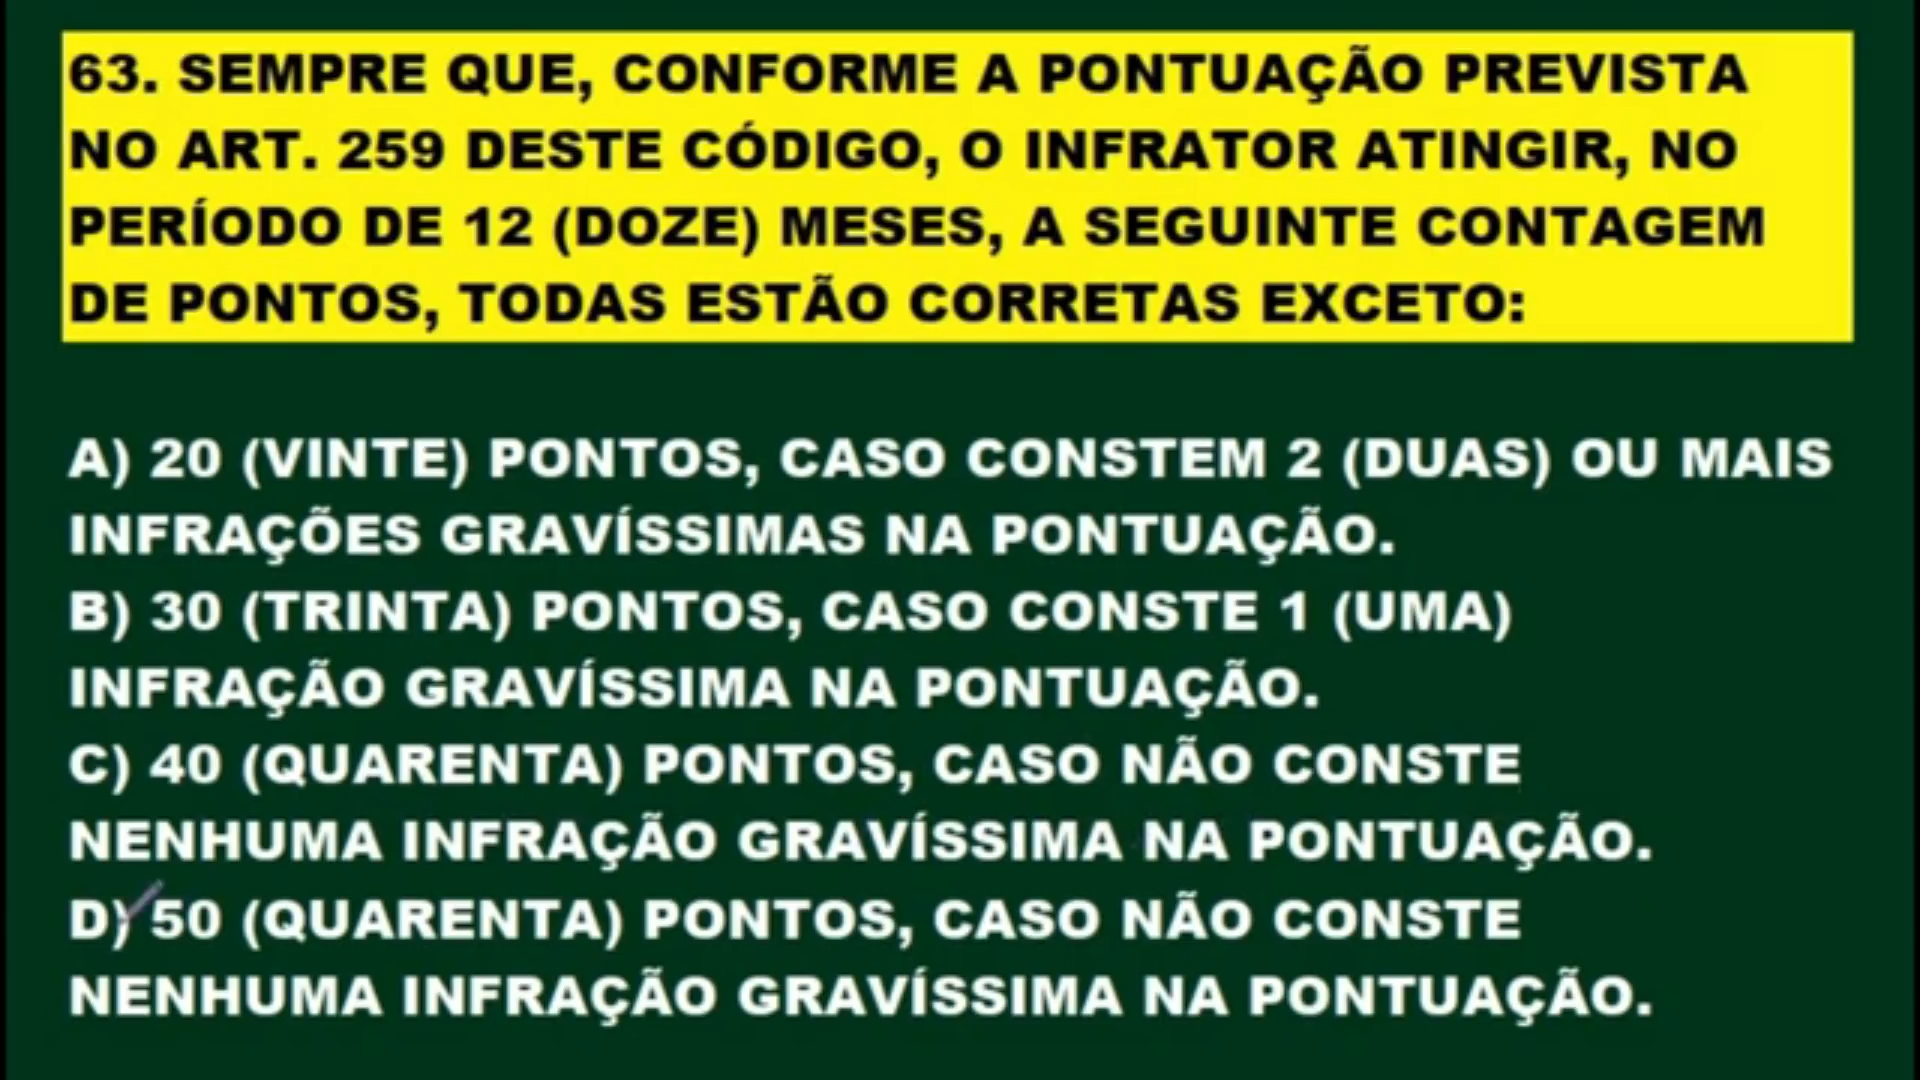 63. SEMPRE QUE, CONFORME A PONTUAÇÃO PREVISTA
NO ART. 259 DESTE CÓDIGO, O INFRATOR ATINGIR, NO
PERÍODO DE 12 (DOZE) MESES, A SEGUINTE CONTAGEM
DE PONTOS, TODAS ESTÃO CORRETAS EXCETO:
A) 20 (VINTE) PONTOS, CASO CONSTEM 2 (DUAS) OU MAIS
INFRAÇÕES GRAVÍSSIMAS NA PONTUAÇÃO.
B) 30 (TRINTA) PONTOS, CASO CONSTE 1 (UMA)
INFRAÇÃO GRAVÍSSIMA NA PONTUAÇÃO.
C) 40 (QUARENTA) PONTOS, CASO NÃO CONSTE
NENHUMA INFRAÇÃO GRAVÍSSIMA NA PONTUAÇÃO.
D) 50 (QUARENTA) PONTOS, CASO NÃO CONSTE
NENHUMA INFRAÇÃO GRAVÍSSIMA NA PONTUAÇÃO.